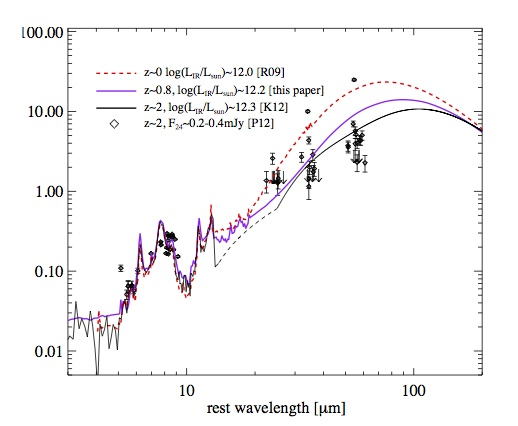 100.00
z~0 log(L_IR/L_sun)~12.0 [R09]
z~0.8, log(L_IR/L_sun)~12.2 [this paper]
z~2, log(L_IR/L_sun)~12.3 [K12]
z~2, F_24~0.2-0.4mJy [P12]
10.00
1.00
0.10
0.01
10 100
rest wavelength [μm]